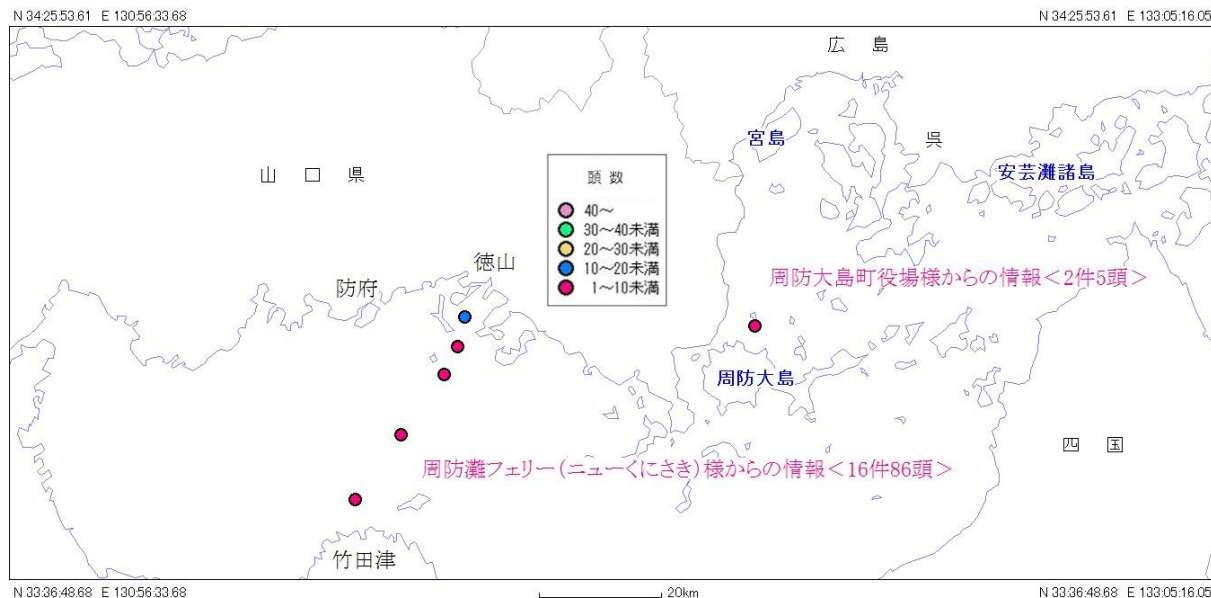 N 34:25:53.61 E 130:56:33.68
N 34:25:53.61 E 133:05:16.05
広島
宮島
呉
山口県
安芸灘諸島
頭数
40～
30～40未満
20～30未満
10～20未満
1～10未満
徳山
防府
周防大島町役場様からの情報＜2件5頭＞
周防大島
四国
周防灘フェリー（ニューくにさき）様からの情報＜16件86頭＞
竹田津
N 33:36:48.68 E 130:56:33.68
20km
N 33:36:48.68 E 133:05:16.05